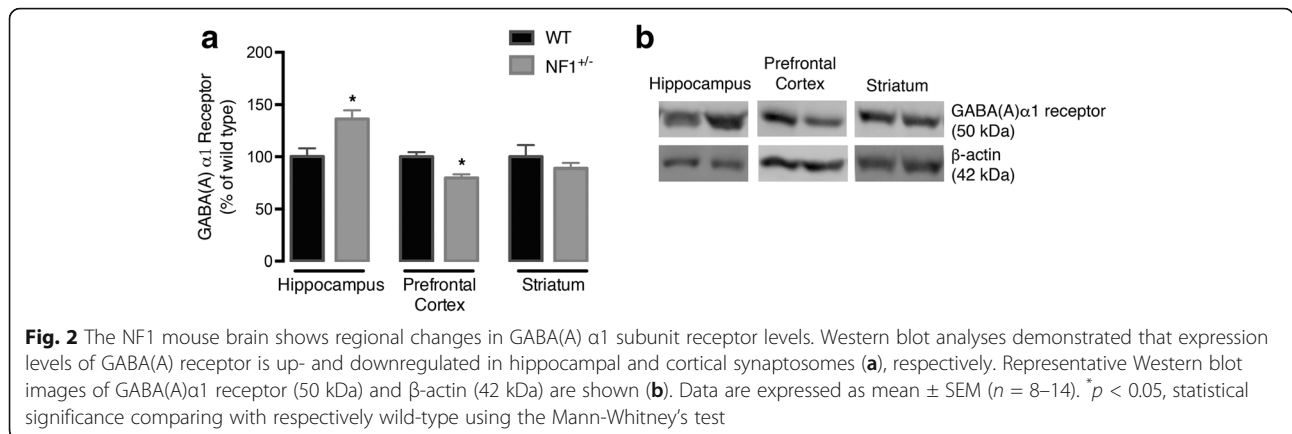 a
200
150
100
50
0
GABA(A) α1 Receptor
(% of wild type)
WT
NF1+/-
*
*
Hippocampus
Prefrontal
Cortex
Striatum
b
Hippocampus
Prefrontal
Cortex
Striatum
GABA(A)α1 receptor
(50 kDa)
β-actin
(42 kDa)
Fig. 2 The NF1 mouse brain shows regional changes in GABA(A) α1 subunit receptor levels. Western blot analyses demonstrated that expression
levels of GABA(A) receptor is up- and downregulated in hippocampal and cortical synaptosomes (a), respectively. Representative Western blot
images of GABA(A)α1 receptor (50 kDa) and β-actin (42 kDa) are shown (b). Data are expressed as mean ± SEM (n = 8–14). *p < 0.05, statistical
significance comparing with respectively wild-type using the Mann-Whitney's test